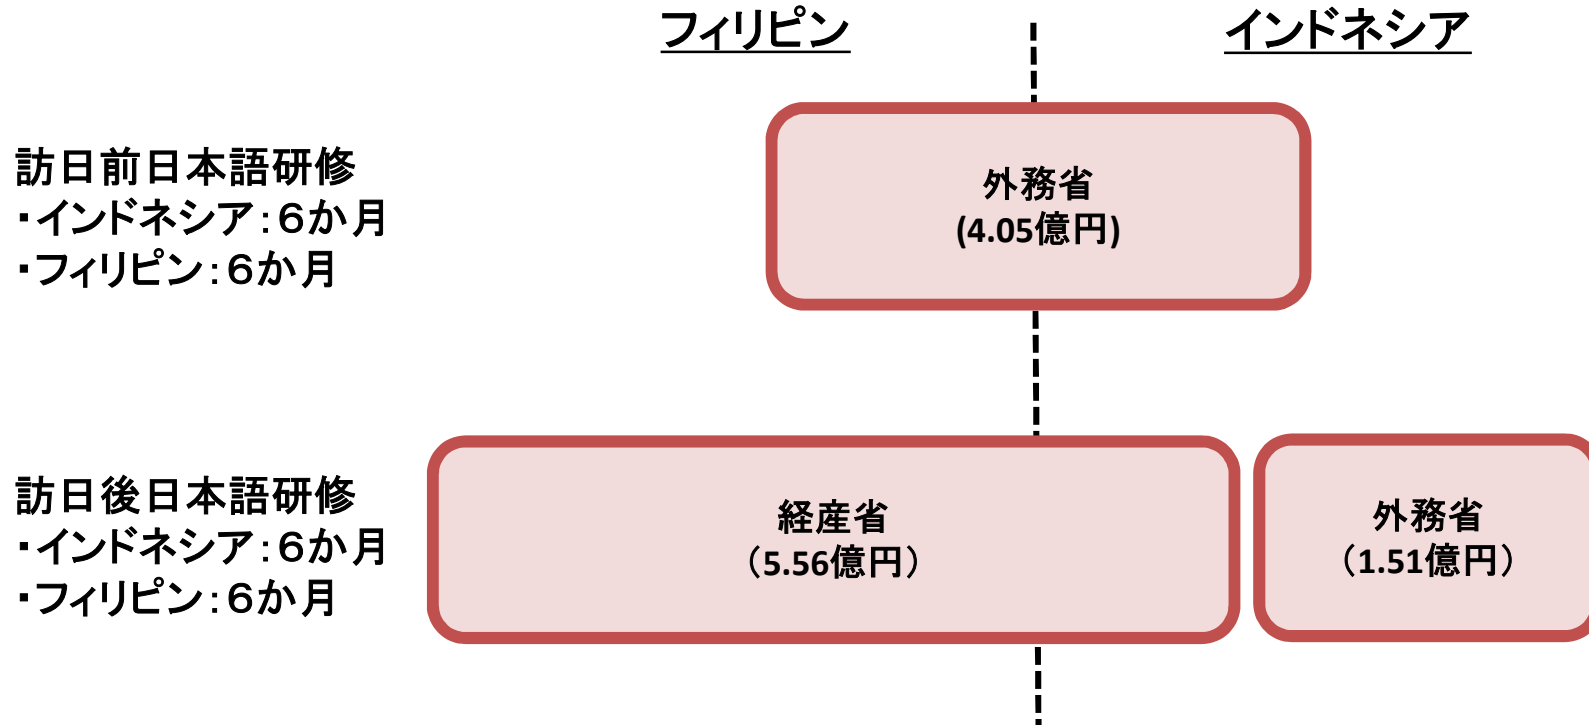 フィリピン
インドネシア
訪日前日本語研修
・インドネシア：６か月
・フィリピン：６か月
外務省
(4.05億円)
訪日後日本語研修
・インドネシア：６か月
・フィリピン：６か月
経産省
（5.56億円）
外務省
（1.51億円）